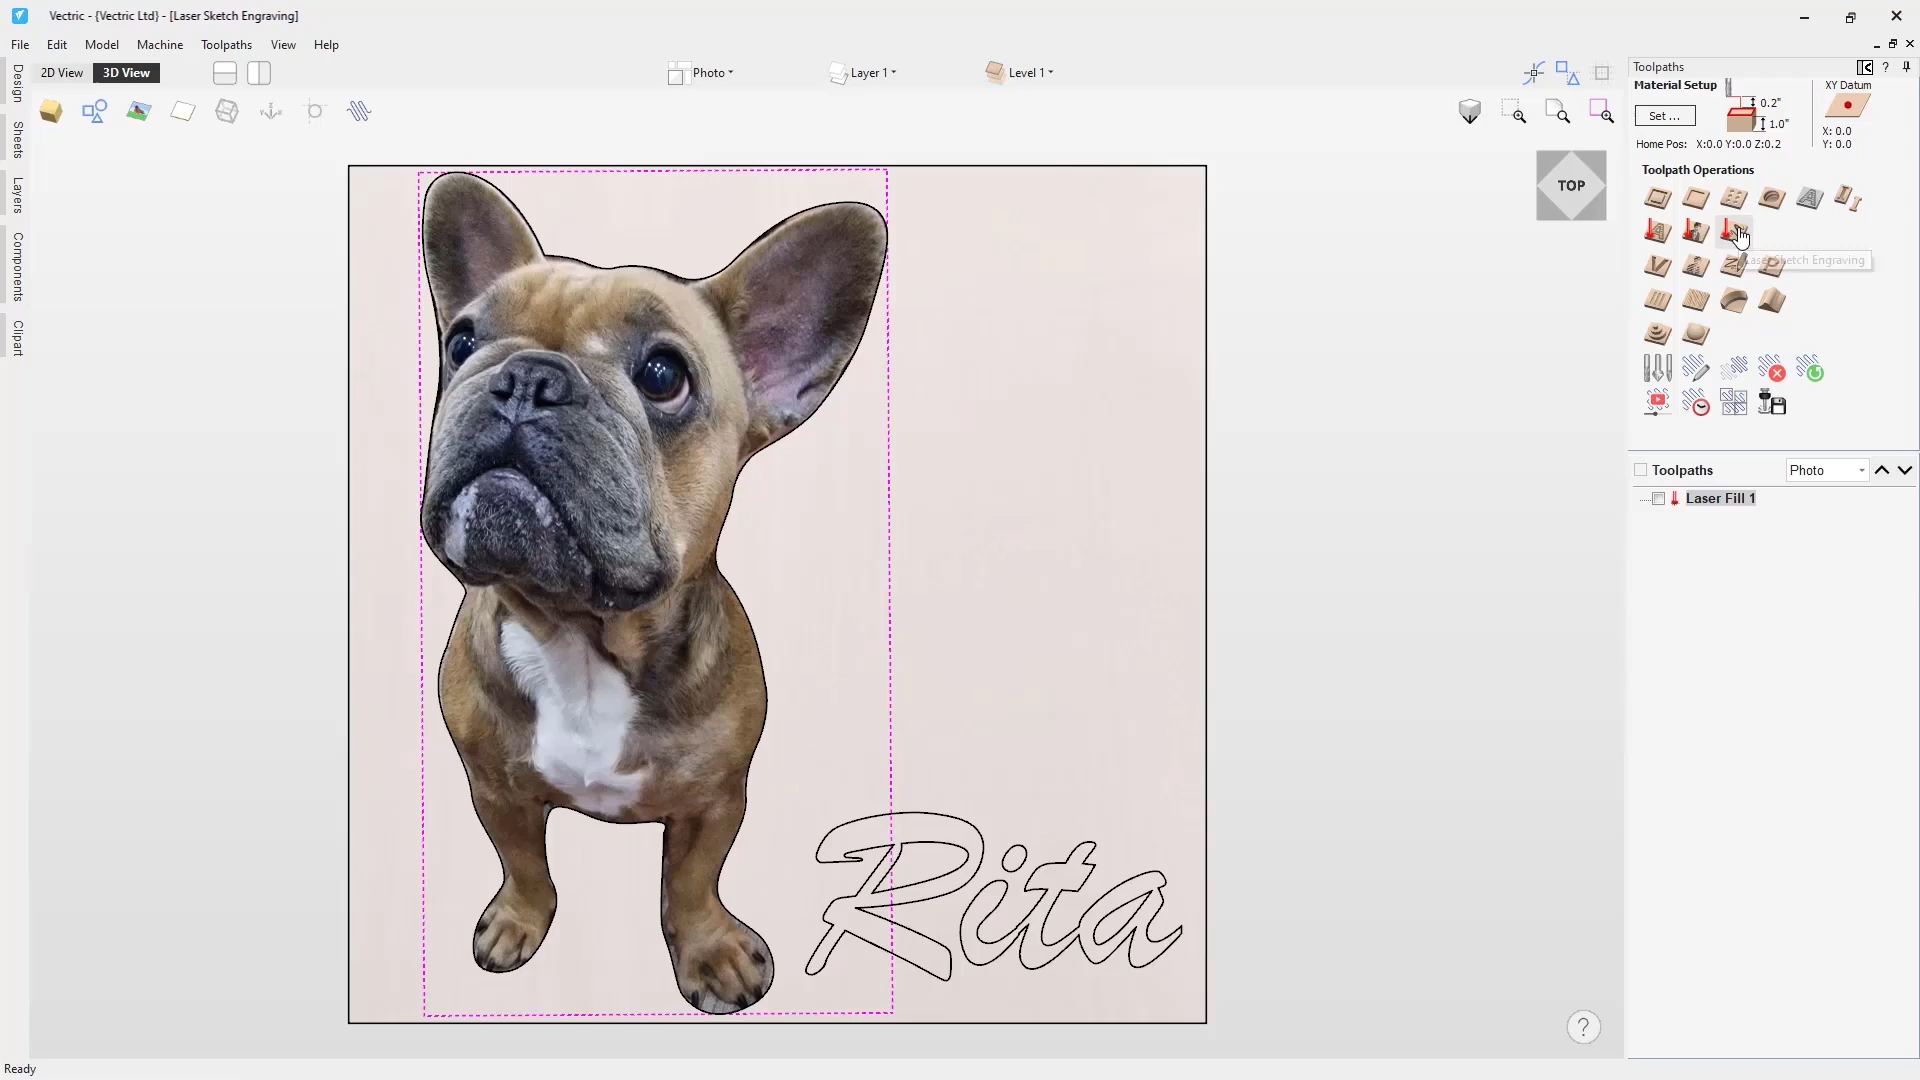 Vectric - {Vectric Ltd} - [Laser Sketch Engraving]
File Edit Model Machine Toolpaths View Help
2D View 3D View Photo Layer 1 Level 1
Design
Sheets
Layers
Components
Clipart
TOP
Rita
?
Ready
Toolpaths ?
Material Setup
Set ...
0.2"
1.0"
XY Datum
X: 0.0
Y: 0.0
Home Pos: X:0.0 Y:0.0 Z:0.2
Toolpath Operations
Laser Sketch Engraving
Toolpaths Photo
Laser Fill 1